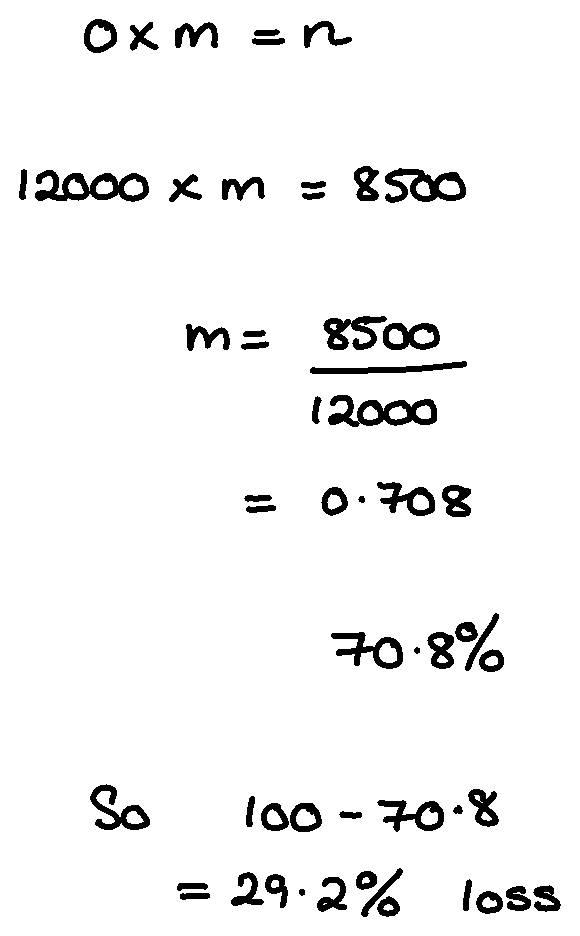 O × m = n
12000 × m = 8500
m = 8500
12000
= 0.708
70.8%
So 100 - 70.8
= 29.2% loss